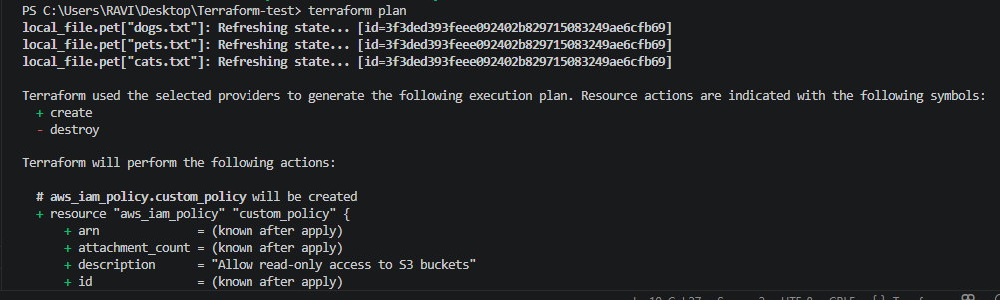 PS C:\Users\RAVI\Desktop\Terraform-test> terraform plan
local_file.pet["dogs.txt"]: Refreshing state... [id=3f3ded393feee092402b829715083249ae6cfb69]
local_file.pet["pets.txt"]: Refreshing state... [id=3f3ded393feee092402b829715083249ae6cfb69]
local_file.pet["cats.txt"]: Refreshing state... [id=3f3ded393feee092402b829715083249ae6cfb69]
Terraform used the selected providers to generate the following execution plan. Resource actions are indicated with the following symbols:
+ create
- destroy
Terraform will perform the following actions:
# aws_iam_policy.custom_policy will be created
+ resource "aws_iam_policy" "custom_policy" {
+ arn = (known after apply)
+ attachment_count = (known after apply)
+ description = "Allow read-only access to S3 buckets"
+ id = (known after apply)